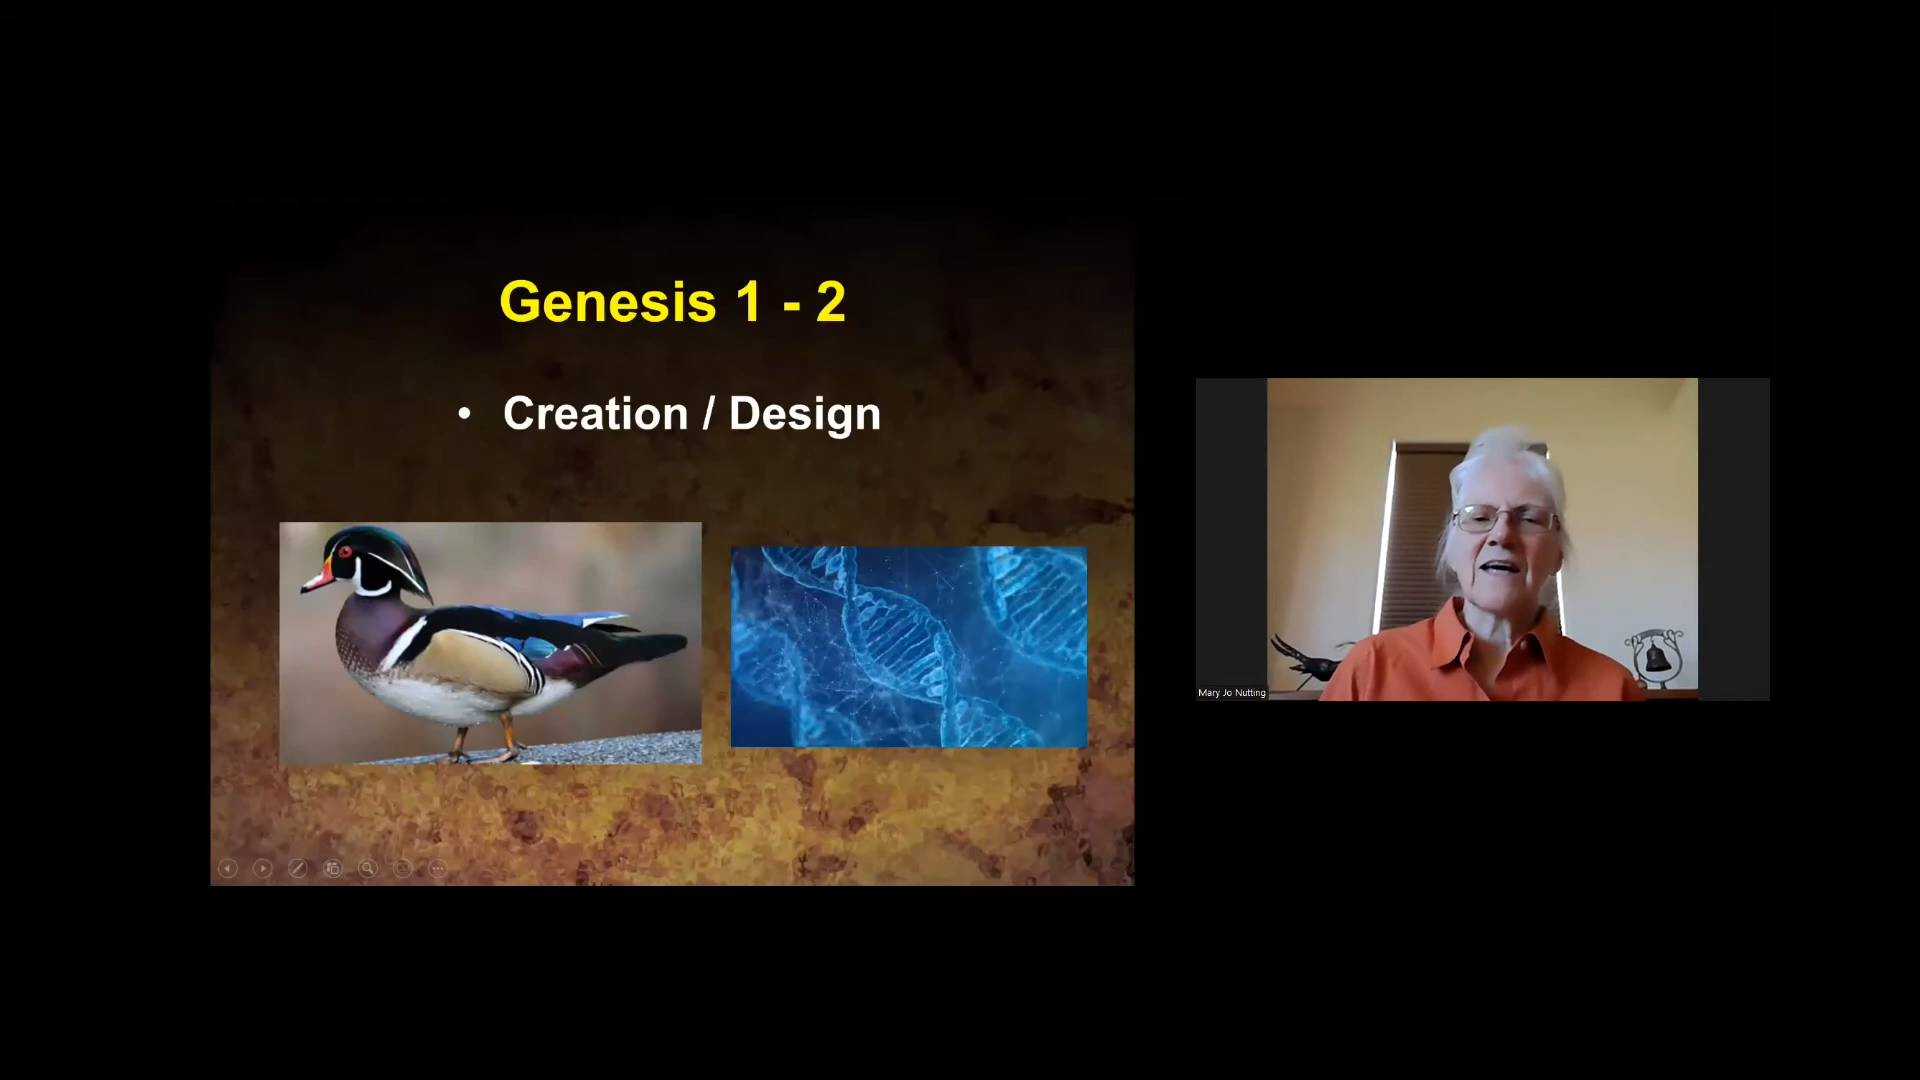 Genesis 1 - 2
• Creation / Design
Mary Jo Nutting